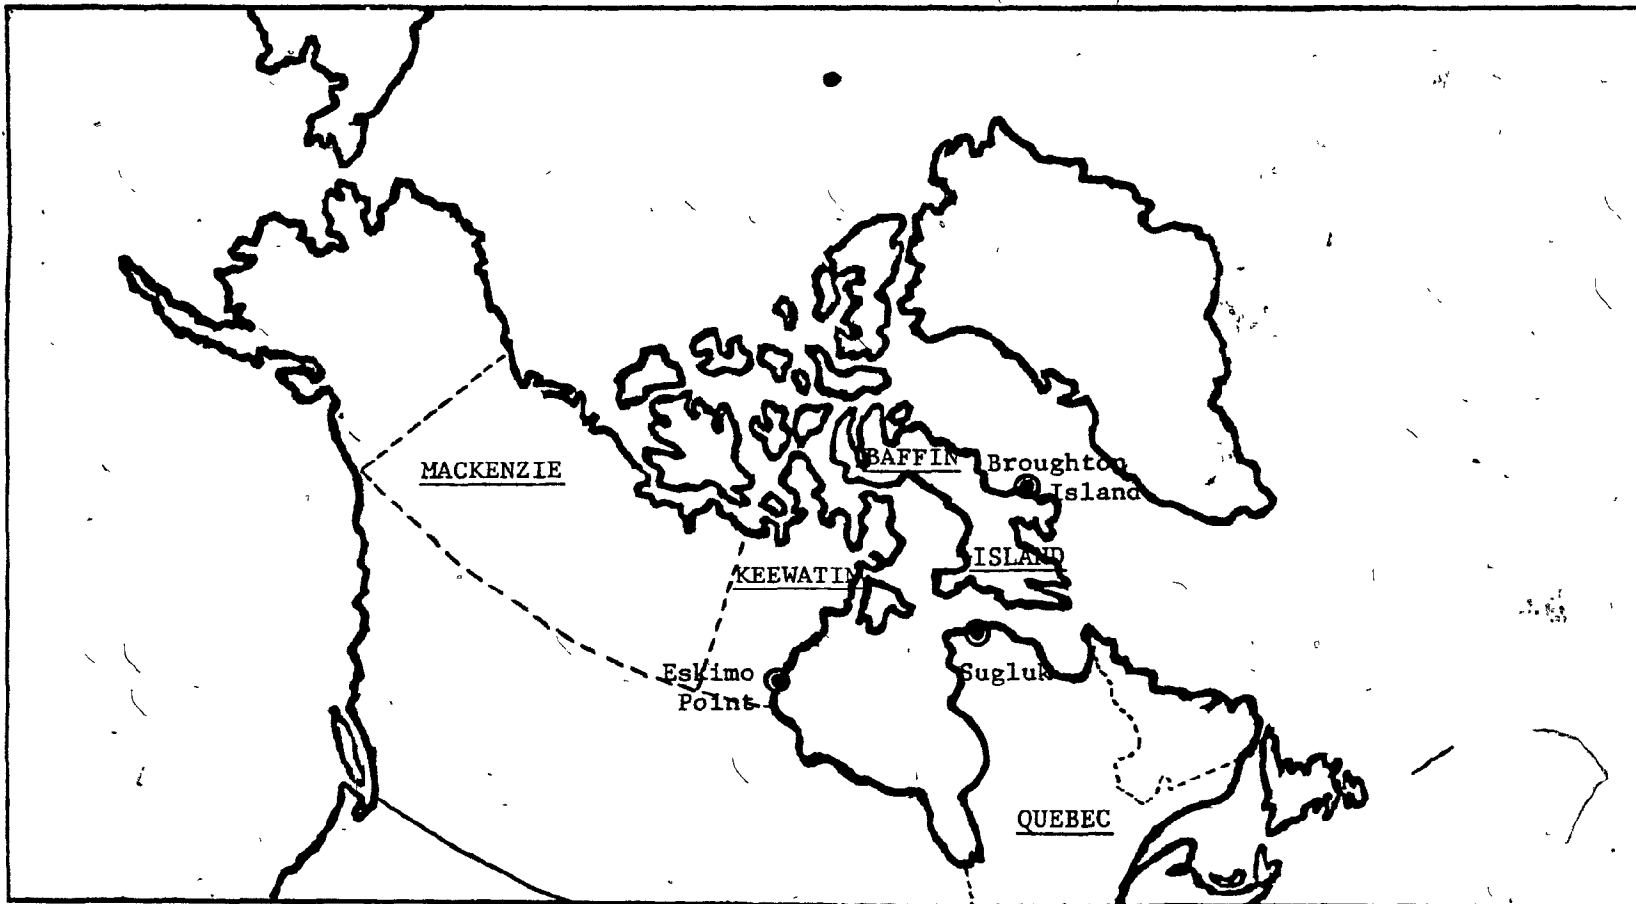 MACKENZIE
BAFFIN
Broughton
Island
ISLAND
KEEWATIN
Eskimo
Point
Sugluk
QUEBEC